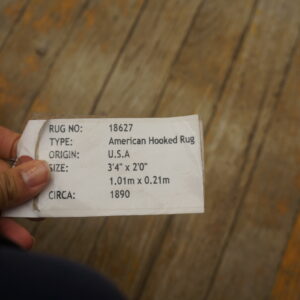 RUG NO: 18627
TYPE: American Hooked Rug
ORIGIN: U.S.A
SIZE: 3'4" x 2'0"
1.01m x 0.21m
CIRCA: 1890